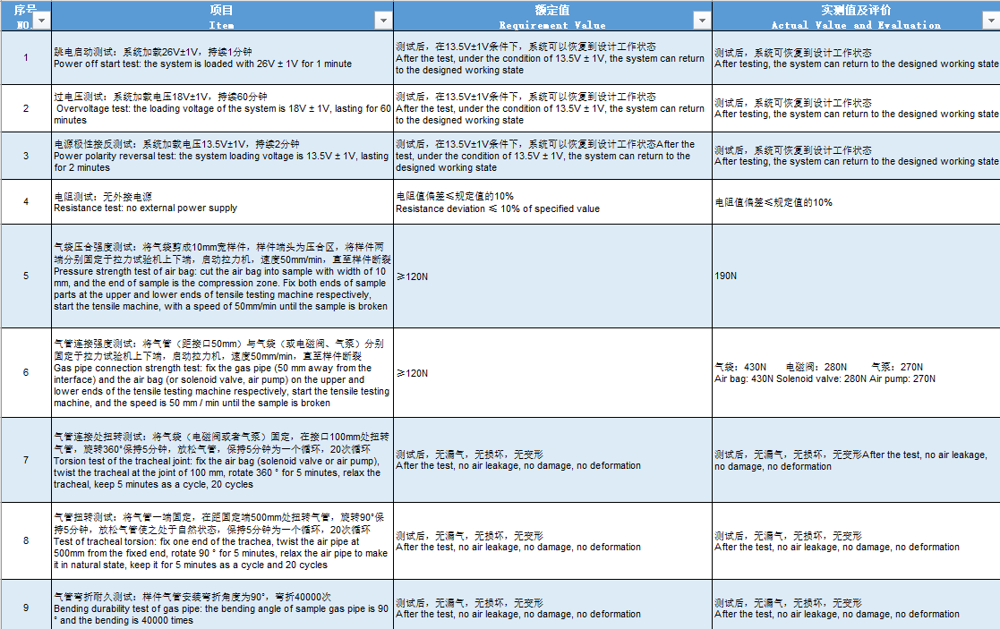 序号
NO.
项目
Item
额定值
Requirement Value
实测值及评价
Actual Value and Evaluation
1
跳电启动测试：系统加载26V±1V，持续1分钟
Power off start test: the system is loaded with 26V ± 1V for 1 minute
测试后，在13.5V±1V条件下，系统可以恢复到设计工作状态
After the test, under the condition of 13.5V ± 1V, the system can return
to the designed working state
测试后，系统可恢复到设计工作状态
After testing, the system can return to the designed working state
2
过电压测试：系统加载电压18V±1V，持续60分钟
Overvoltage test: the loading voltage of the system is 18V ± 1V, lasting for 60
minutes
测试后，在13.5V±1V条件下，系统可以恢复到设计工作状态
After the test, under the condition of 13.5V ± 1V, the system can return
to the designed working state
测试后，系统可恢复到设计工作状态
After testing, the system can return to the designed working state
3
电源极性接反测试：系统加载电压13.5V±1V，持续2分钟
Power polarity reversal test: the system loading voltage is 13.5V ± 1V, lasting
for 2 minutes
测试后，在13.5V±1V条件下，系统可以恢复到设计工作状态After the
test, under the condition of 13.5V ± 1V, the system can return to the
designed working state
测试后，系统可恢复到设计工作状态
After testing, the system can return to the designed working state
4
电阻测试：无外接电源
Resistance test: no external power supply
电阻值偏差≤规定值的10%
Resistance deviation ≤ 10% of specified value
电阻值偏差≤规定值的10%
5
气袋压合强度测试：将气袋剪成10mm宽样件，样件端头为压合区，将样件两
端分别固定于拉力试验机上下端，启动拉力机，速度50mm/min，直至样件断裂
Pressure strength test of air bag: cut the air bag into sample with width of 10
mm, and the end of sample is the compression zone. Fix both ends of sample
parts at the upper and lower ends of tensile testing machine respectively,
start the tensile machine, with a speed of 50mm/min until the sample is broken
≥120N
190N
6
气管连接强度测试：将气管（距接口50mm）与气袋（或电磁阀、气泵）分别
固定于拉力试验机上下端，启动拉力机，速度50mm/min，直至样件断裂
Gas pipe connection strength test: fix the gas pipe (50 mm away from the
interface) and the air bag (or solenoid valve, air pump) on the upper and
lower ends of the tensile testing machine respectively, start the tensile testing
machine, and the speed is 50 mm / min until the sample is broken
≥120N
气袋：430N 电磁阀：280N 气泵：270N
Air bag: 430N Solenoid valve: 280N Air pump: 270N
7
气管连接处扭转测试：将气袋（电磁阀或者气泵）固定，在接口100mm处扭转
气管，旋转360°保持5分钟，放松气管，保持5分钟为一个循环，20次循环
Torsion test of the tracheal joint: fix the air bag (solenoid valve or air pump),
twist the tracheal at the joint of 100 mm, rotate 360 ° for 5 minutes, relax the
tracheal, keep 5 minutes as a cycle, 20 cycles
测试后，无漏气，无损坏，无变形
After the test, no air leakage, no damage, no deformation
测试后，无漏气，无损坏，无变形After the test, no air leakage,
no damage, no deformation
8
气管扭转测试：将气管一端固定，在距固定端500mm处扭转气管，旋转90°保
持5分钟，放松气管使之处于自然状态，保持5分钟为一个循环，20次循环
Test of tracheal torsion: fix one end of the trachea, twist the air pipe at
500mm from the fixed end, rotate 90 ° for 5 minutes, relax the air pipe to make
it in natural state, keep it for 5 minutes as a cycle and 20 cycles
测试后，无漏气，无损坏，无变形
After the test, no air leakage, no damage, no deformation
测试后，无漏气，无损坏，无变形
After the test, no air leakage, no damage, no deformation
9
气管弯折耐久测试：样件气管安装弯折角度为90°，弯折40000次
Bending durability test of gas pipe: the bending angle of sample gas pipe is 90
° and the bending is 40000 times
测试后，无漏气，无损坏，无变形
After the test, no air leakage, no damage, no deformation
测试后，无漏气，无损坏，无变形
After the test, no air leakage, no damage, no deformation